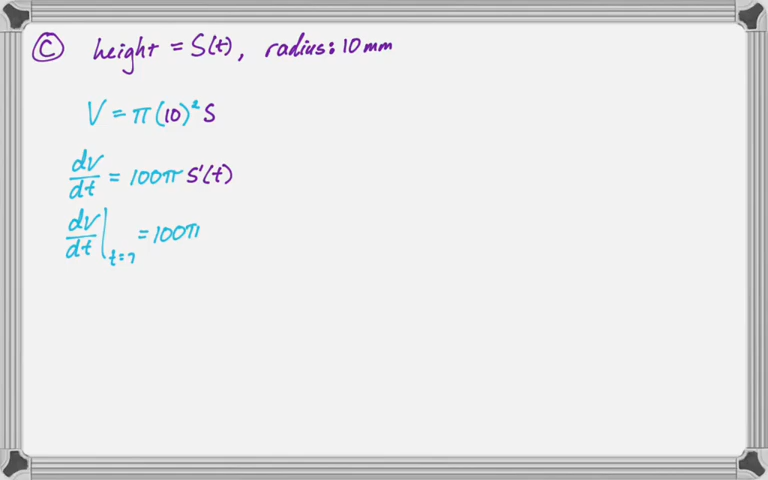 Ⓒ height = S(t), radius: 10 mm
V = π(10)² S
dV/dt = 100π S'(t)
dV/dt |t=7 = 100π